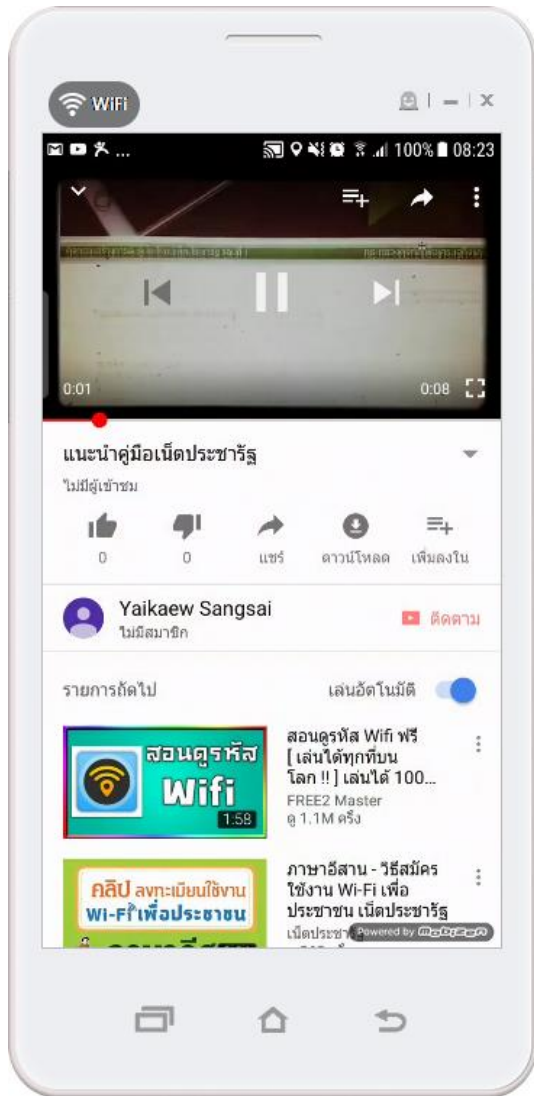 WiFi
... 100% 08:23
0:01
0:08
แนะนำคู่มือเน็ตประชารัฐ
ไม่มีผู้เข้าชม
0
0
แชร์
ดาวน์โหลด
เพิ่มลงใน
Yaikaew Sangsai
ไม่มีสมาชิก
ติดตาม
รายการถัดไป
เล่นอัตโนมัติ
สอนดูรหัส
Wifi
1:58
สอนดูรหัส Wifi ฟรี
[ เล่นได้ทุกที่บน
โลก !! ] เล่นได้ 100...
FREE2 Master
ดู 1.1M ครั้ง
คลิป ลงทะเบียนใช้งาน
Wi-Fi เพื่อประชาชน
ภาษาอีสาน - วิธีสมัคร
ใช้งาน Wi-Fi เพื่อ
ประชาชน เน็ตประชารัฐ
เน็ตประชา
Powered by mobizen